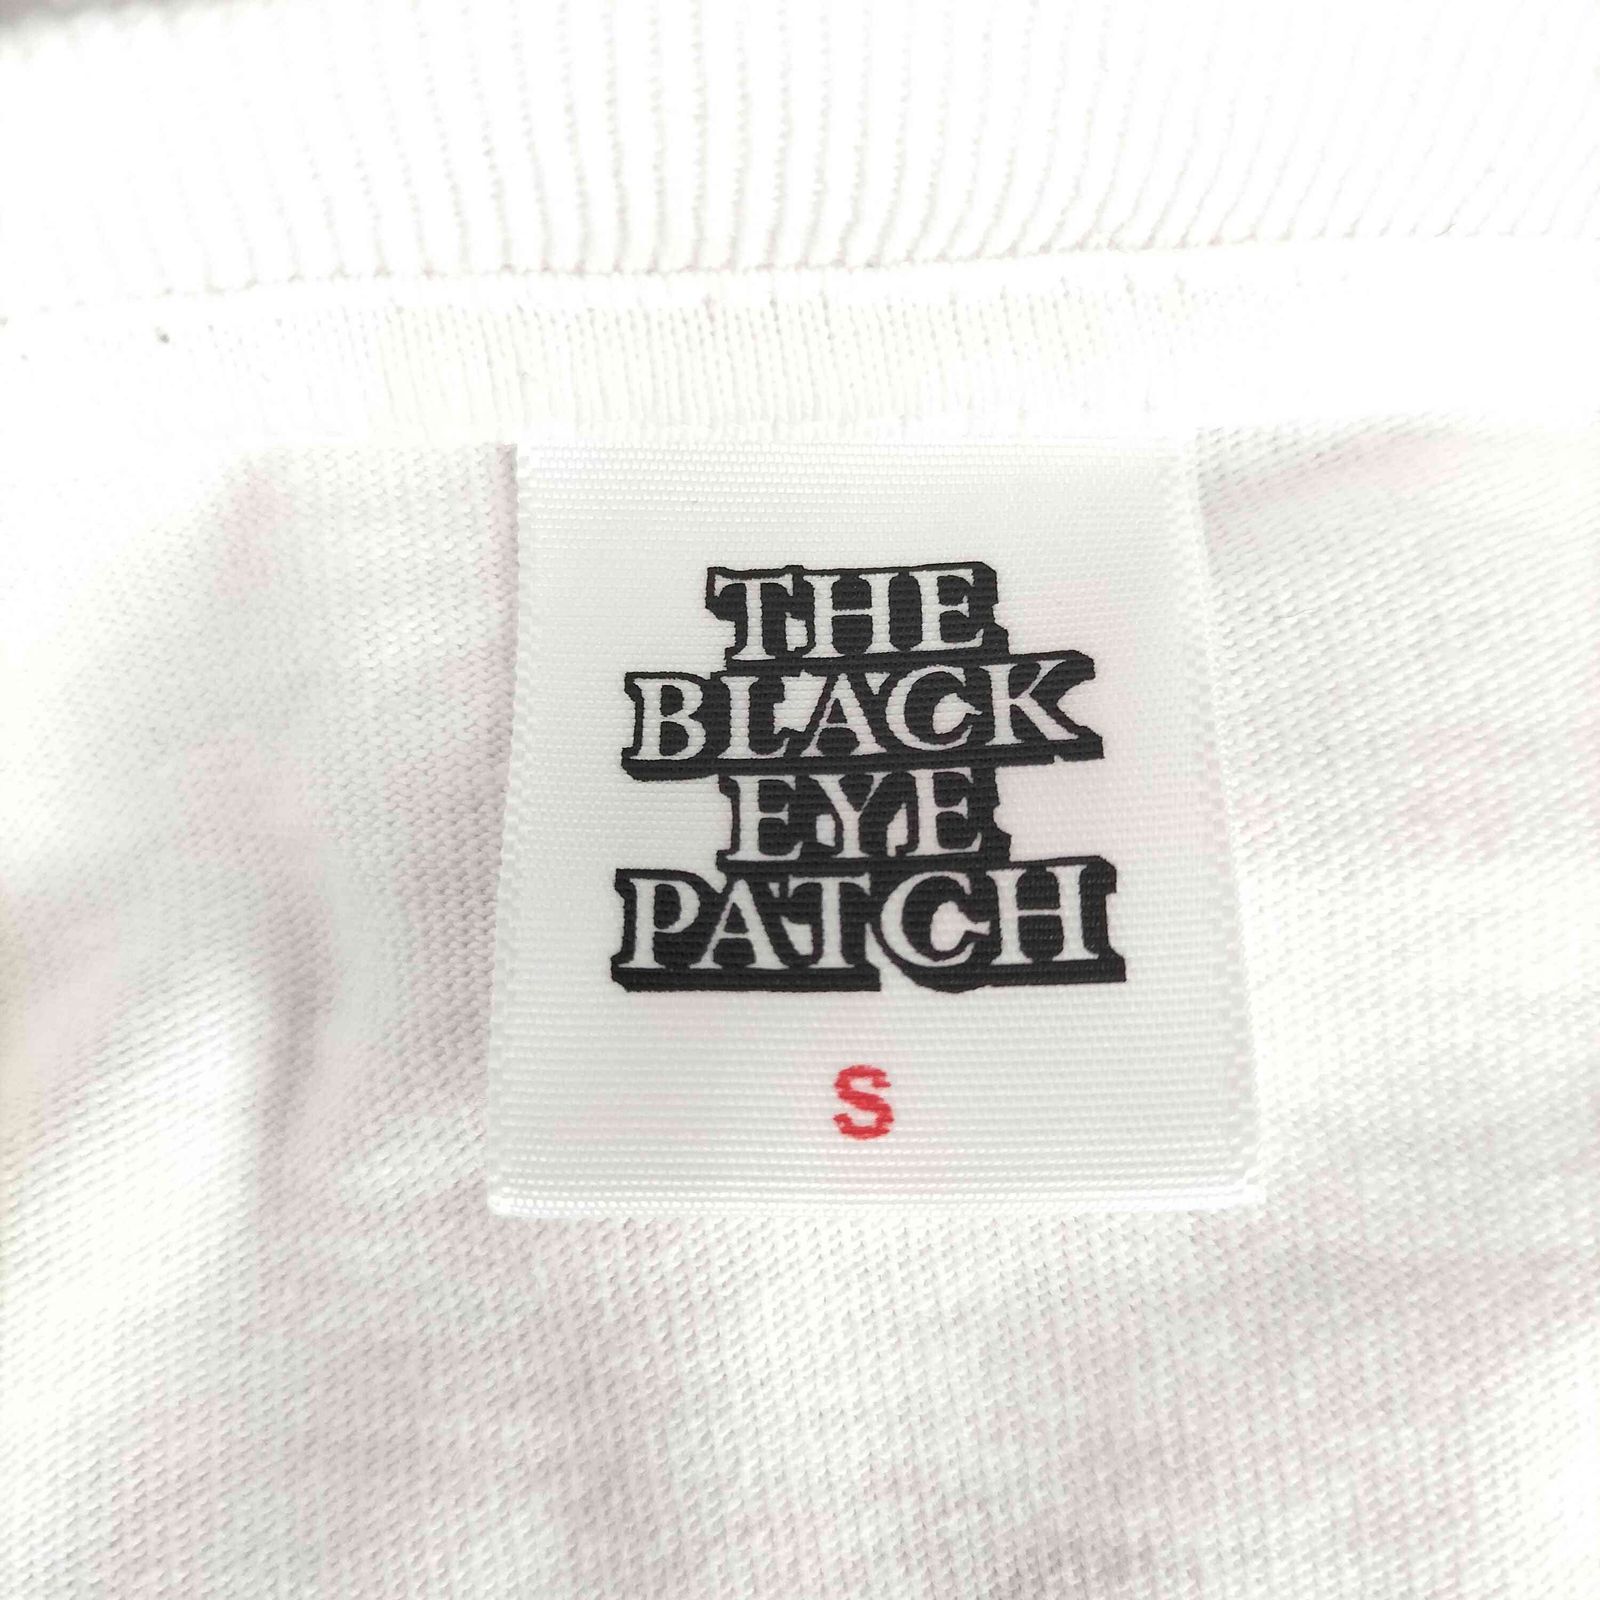 THE
BLACK
EYE
PATCH
S